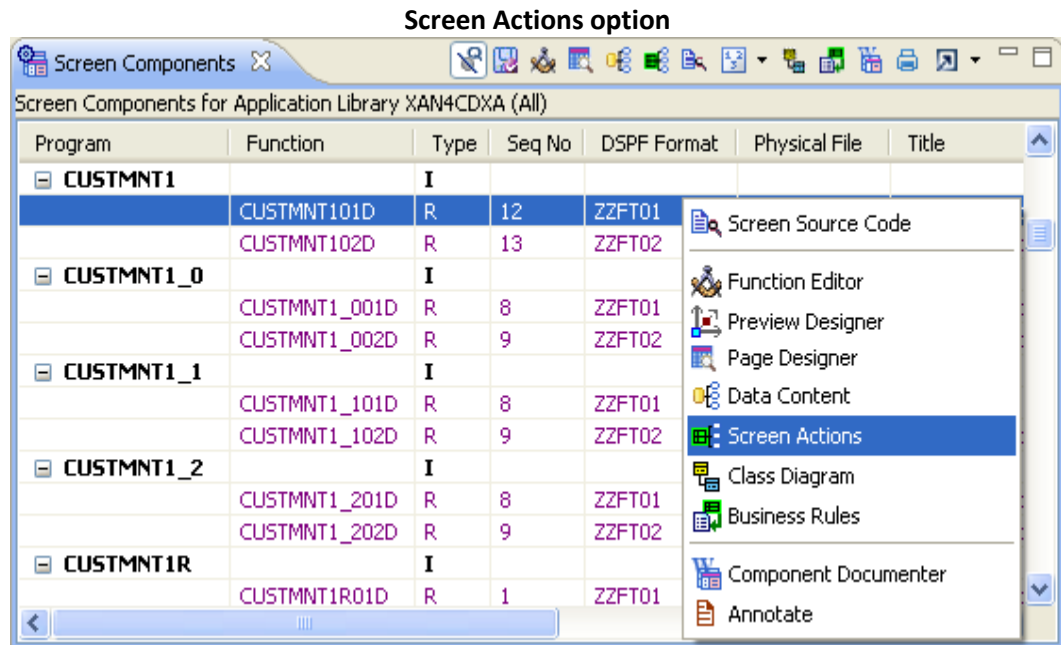 Screen Actions option
Screen Components
Screen Components for Application Library XAN4CDXA (All)
Program Function Type Seq No DSPF Format Physical File Title
CUSTMNT1 I
CUSTMNT101D R 12 ZZFT01
Screen Source Code
CUSTMNT102D R 13 ZZFT02
CUSTMNT1_0 I
Function Editor
CUSTMNT1_001D R 8 ZZFT01
Preview Designer
CUSTMNT1_002D R 9 ZZFT02
Page Designer
CUSTMNT1_1 I
Data Content
CUSTMNT1_101D R 8 ZZFT01
CUSTMNT1_102D R 9 ZZFT02
Screen Actions
CUSTMNT1_2 I
Class Diagram
CUSTMNT1_201D R 8 ZZFT01
Business Rules
CUSTMNT1_202D R 9 ZZFT02
CUSTMNT1R I
Component Documenter
CUSTMNT1R01D R 1 ZZFT01
Annotate